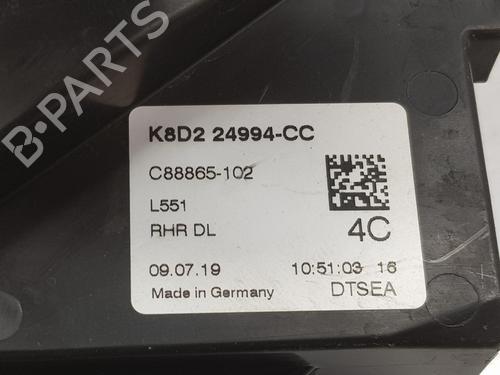 K8D2 24994-CC
C88865-102
L551
RHR DL
4C
09.07.19 10:51:03 16
Made in Germany DTSEA
B-PARTS